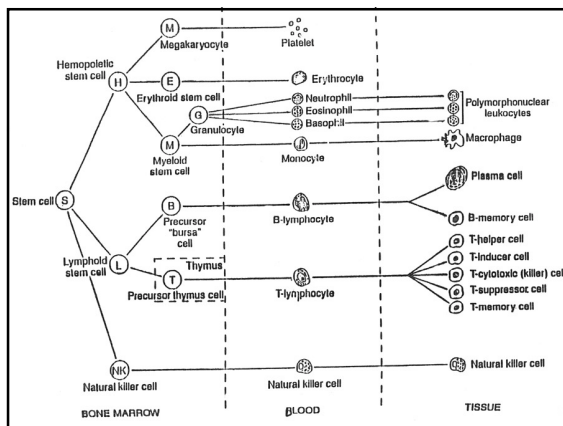 M
Megakaryocyte
Platelet
Hemopoietic
stem cell
H
E
Erythroid stem cell
Erythrocyte
G
Granulocyte
Neutrophil
Eosinophil
Basophil
Polymorphonuclear
leukocytes
M
Myeloid
stem cell
Monocyte
Macrophage
Stem cell
S
B
Precursor
"bursa"
cell
B-lymphocyte
Plasma cell
B-memory cell
Lymphoid
stem cell
L
Thymus
T
Precursor thymus cell
T-lymphocyte
T-helper cell
T-inducer cell
T-cytotoxic (killer) cell
T-suppressor cell
T-memory cell
NK
Natural killer cell
Natural killer cell
Natural killer cell
BONE MARROW
BLOOD
TISSUE